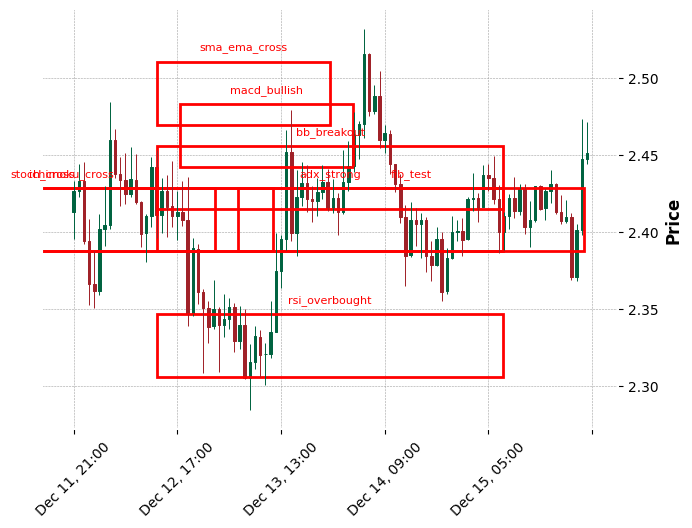 sma_ema_cross
2.50
macd_bullish
bb_breakout
2.45
adx_strong
fib_test
2.40
Price
2.35
rsi_overbought
2.30
Dec 11, 21:00
Dec 12, 17:00
Dec 13, 13:00
Dec 14, 09:00
Dec 15, 05:00